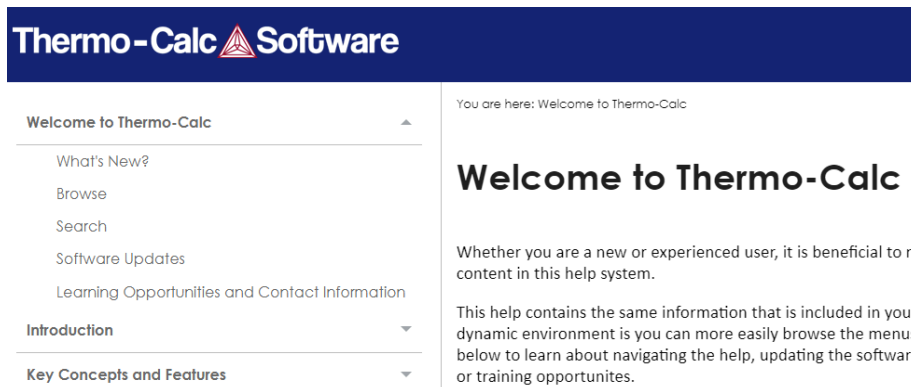 Thermo-Calc Software
Welcome to Thermo-Calc
What's New?
Browse
Search
Software Updates
Learning Opportunities and Contact Information
Introduction
Key Concepts and Features
You are here: Welcome to Thermo-Calc
Welcome to Thermo-Calc
Whether you are a new or experienced user, it is beneficial to
content in this help system.
This help contains the same information that is included in you
dynamic environment is you can more easily browse the menu
below to learn about navigating the help, updating the softwar
or training opportunites.